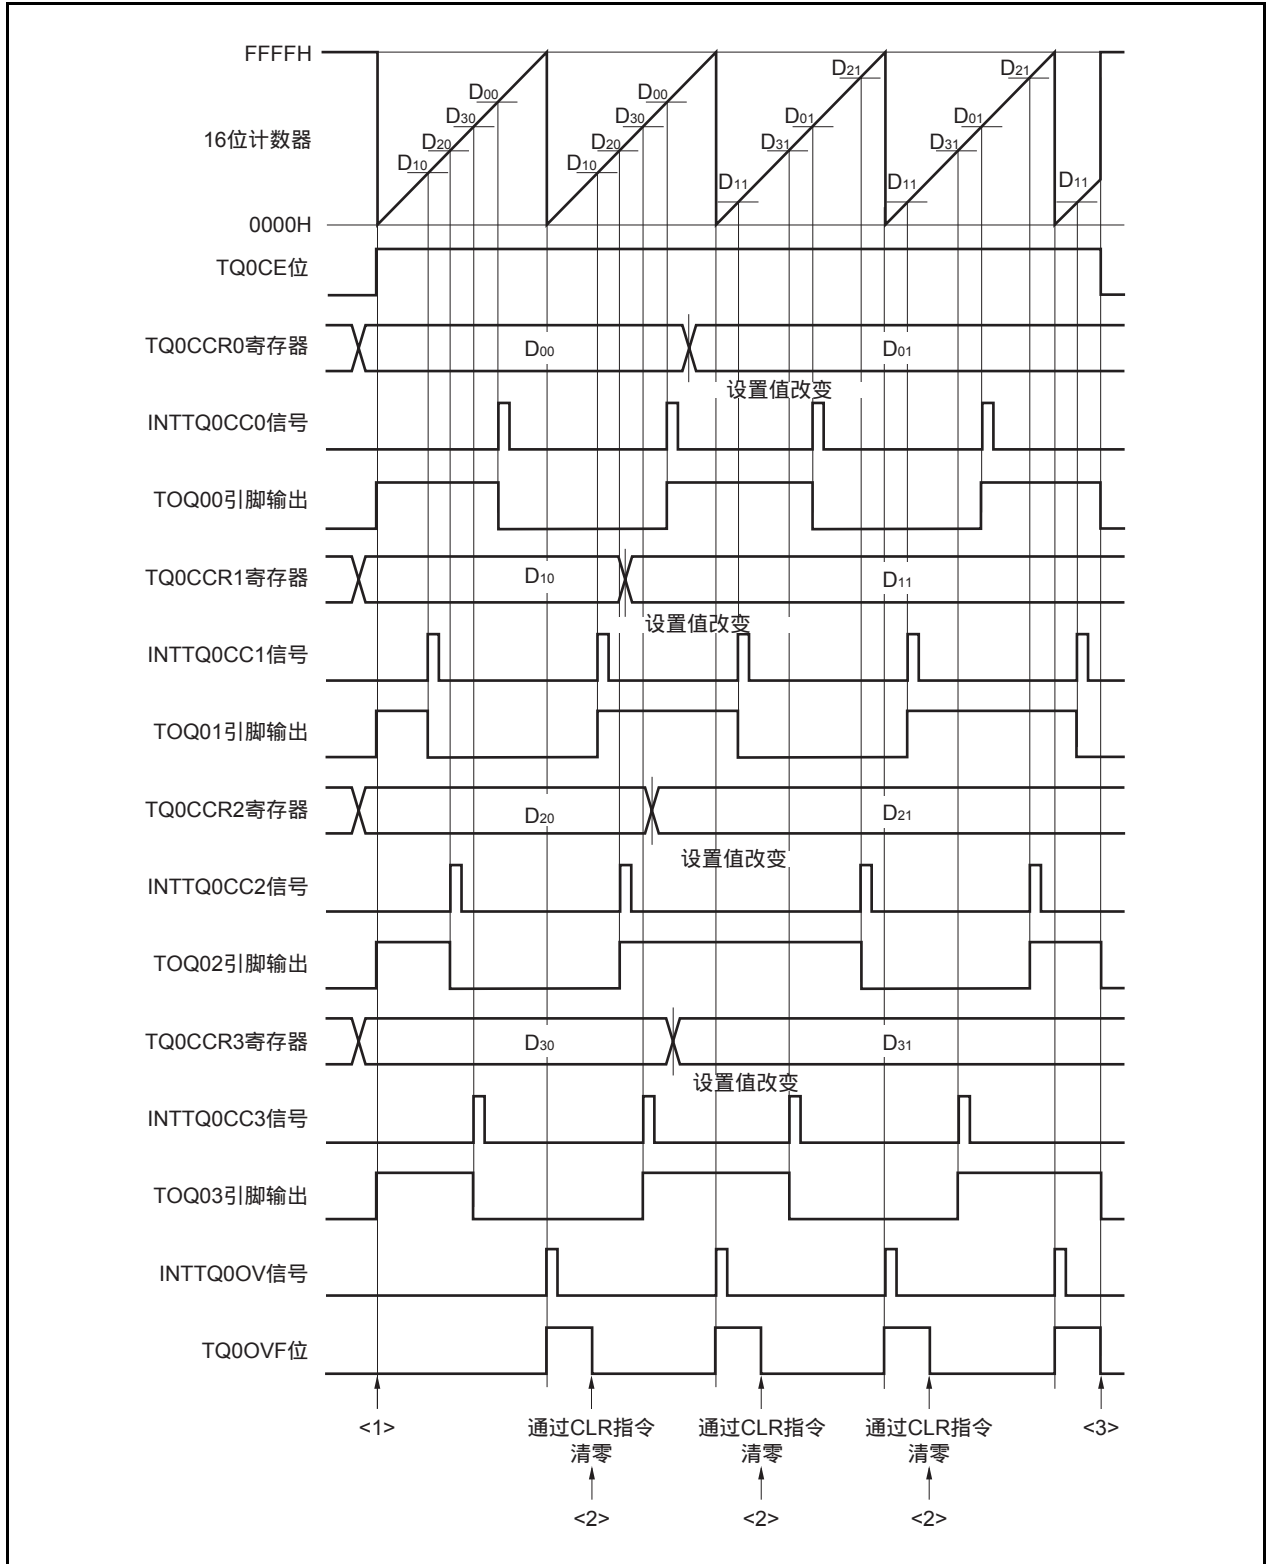 FFFFH
D21 D21
D00 D00
D30 D30 D01 D01
16位计数器
D20 D20 D31 D31
D10 D10
D11 D11 D11
0000H
TQ0CE位
TQ0CCR0寄存器
D00 D01
设置值改变
INTTQ0CC0信号
TOQ00引脚输出
TQ0CCR1寄存器
D10 D11
设置值改变
INTTQ0CC1信号
TOQ01引脚输出
TQ0CCR2寄存器
D20 D21
设置值改变
INTTQ0CC2信号
TOQ02引脚输出
TQ0CCR3寄存器
D30 D31
设置值改变
INTTQ0CC3信号
TOQ03引脚输出
INTTQ0OV信号
TQ0OVF位
<1> 通过CLR指令 通过CLR指令 通过CLR指令 <3>
清零 清零 清零
<2> <2> <2>